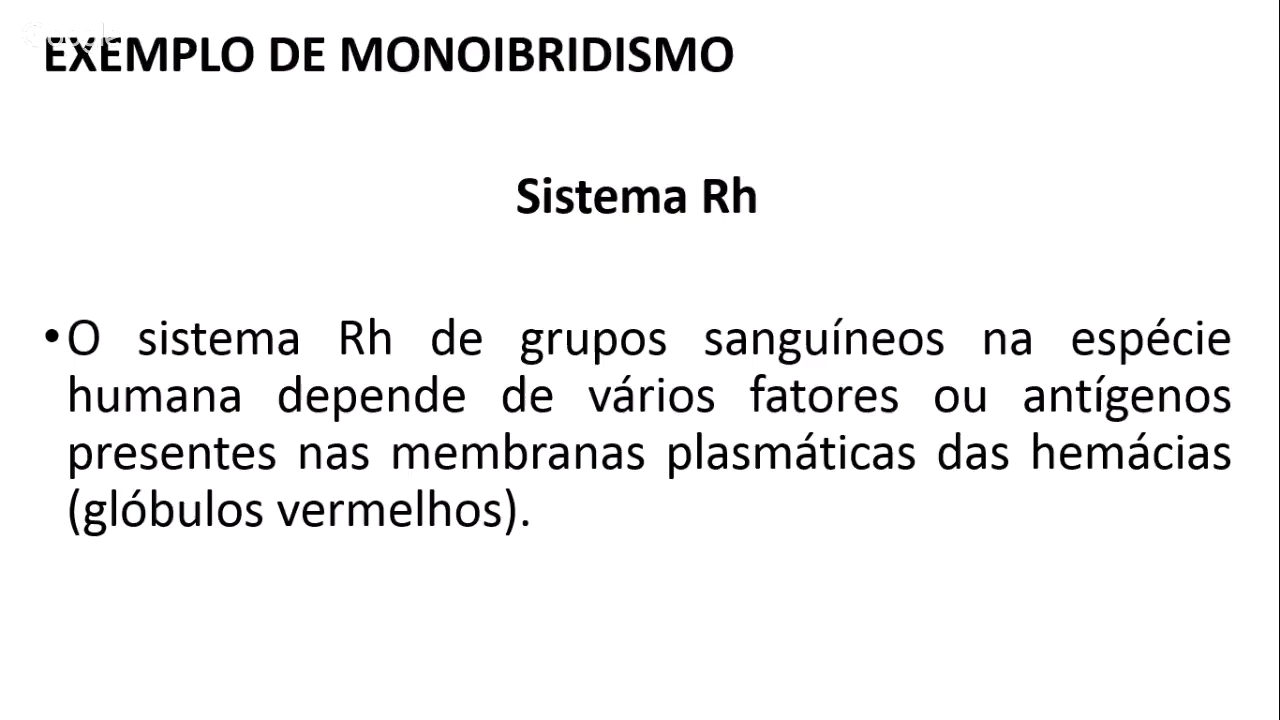 Google
EXEMPLO DE MONOIBRIDISMO
Sistema Rh
•O sistema Rh de grupos sanguíneos na espécie
humana depende de vários fatores ou antígenos
presentes nas membranas plasmáticas das hemácias
(glóbulos vermelhos).